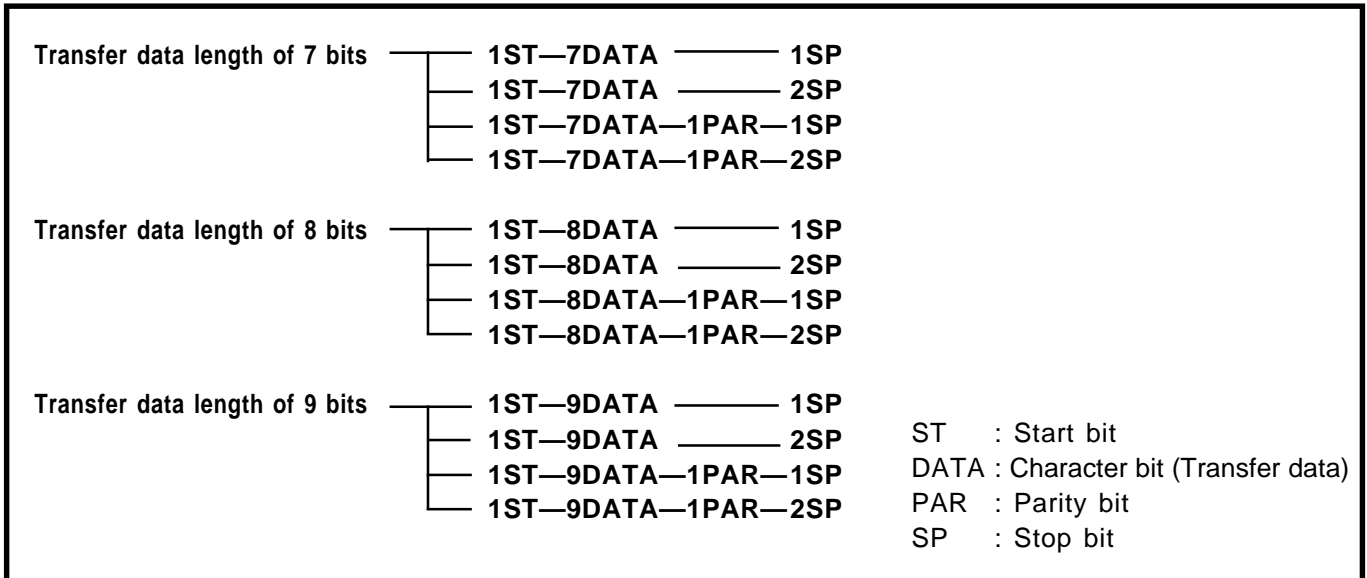 Transfer data length of 7 bits 1ST—7DATA 1SP
1ST—7DATA 2SP
1ST—7DATA—1PAR—1SP
1ST—7DATA—1PAR—2SP
Transfer data length of 8 bits 1ST—8DATA 1SP
1ST—8DATA 2SP
1ST—8DATA—1PAR—1SP
1ST—8DATA—1PAR—2SP
Transfer data length of 9 bits 1ST—9DATA 1SP
1ST—9DATA 2SP
1ST—9DATA—1PAR—1SP
1ST—9DATA—1PAR—2SP
ST : Start bit
DATA : Character bit (Transfer data)
PAR : Parity bit
SP : Stop bit